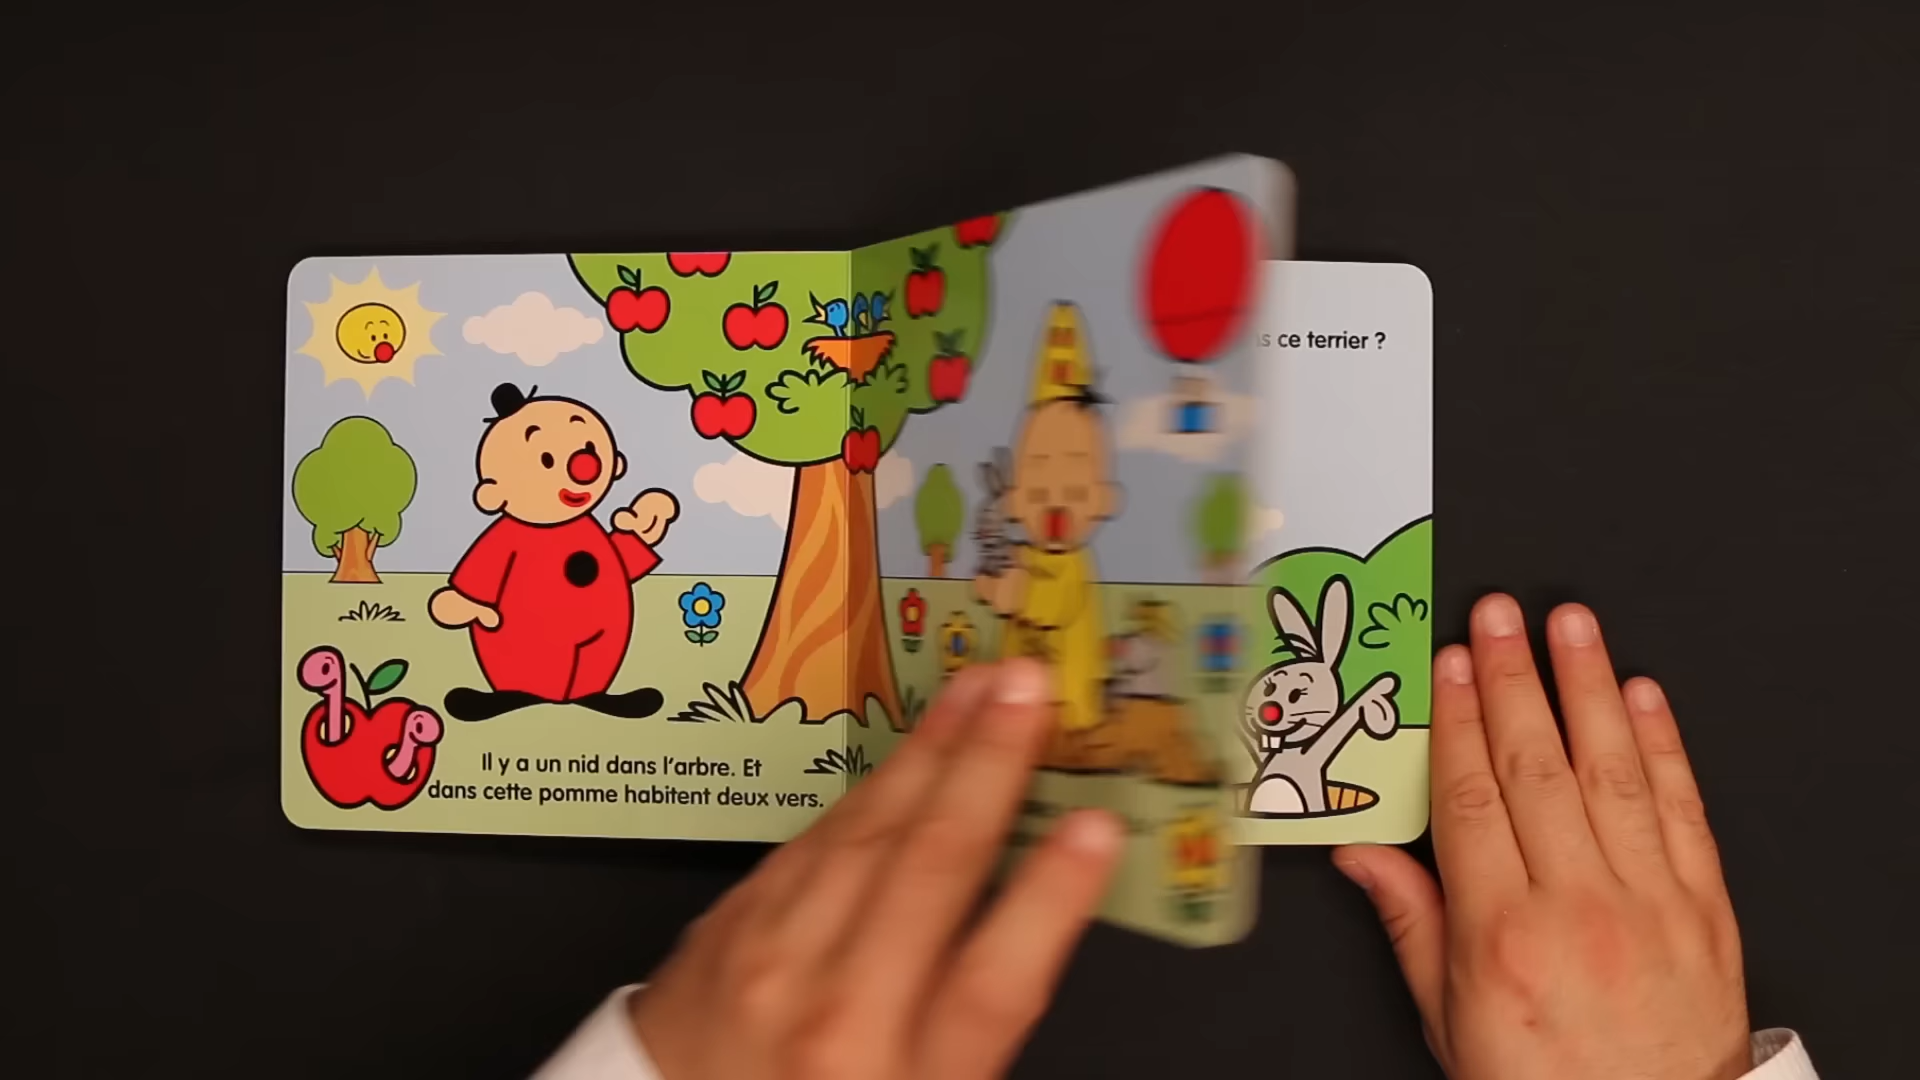 Il y a un nid dans l'arbre. Et
dans cette pomme habitent deux vers.
ce terrier ?